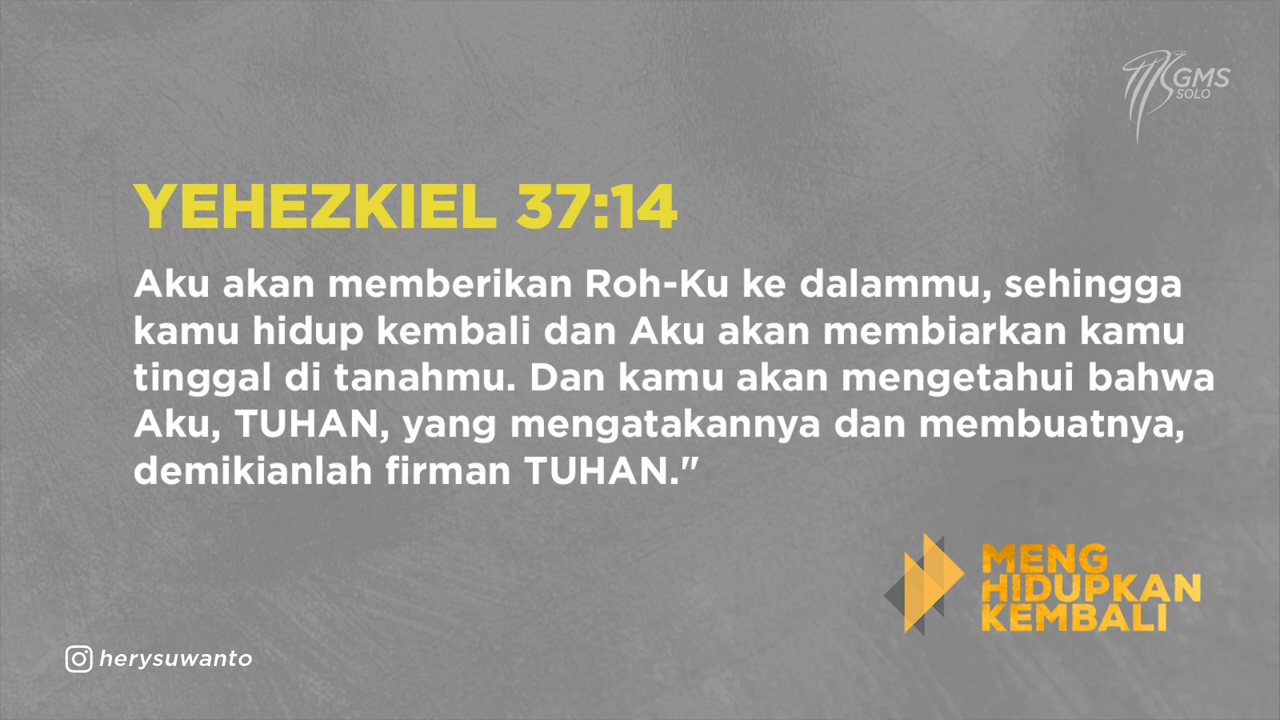 GMS
SOLO
YEHEZKIEL 37:14
Aku akan memberikan Roh-Ku ke dalammu, sehingga
kamu hidup kembali dan Aku akan membiarkan kamu
tinggal di tanahmu. Dan kamu akan mengetahui bahwa
Aku, TUHAN, yang mengatakannya dan membuatnya,
demikianlah firman TUHAN."
MENG
HIDUPKAN
KEMBALI
herysuwanto